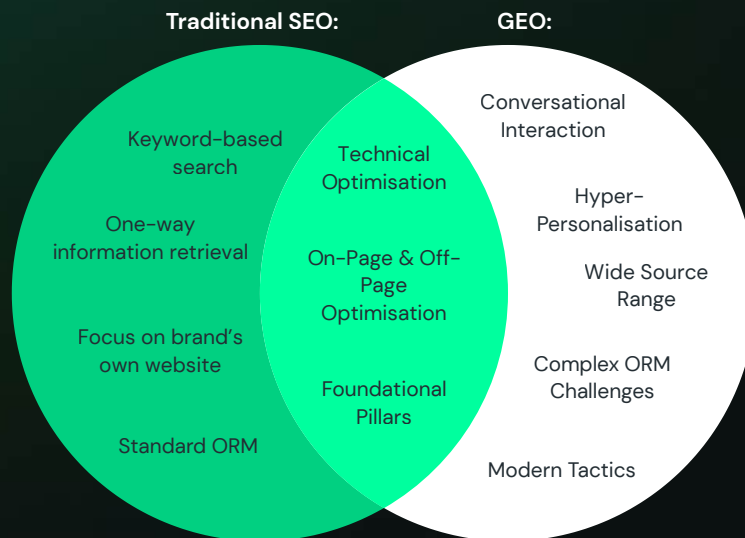 Traditional SEO:
Keyword-based
search
One-way
information retrieval
Focus on brand's
own website
Standard ORM
Technical
Optimisation
On-Page & Off-
Page
Optimisation
Foundational
Pillars
GEO:
Conversational
Interaction
Hyper-
Personalisation
Wide Source
Range
Complex ORM
Challenges
Modern Tactics